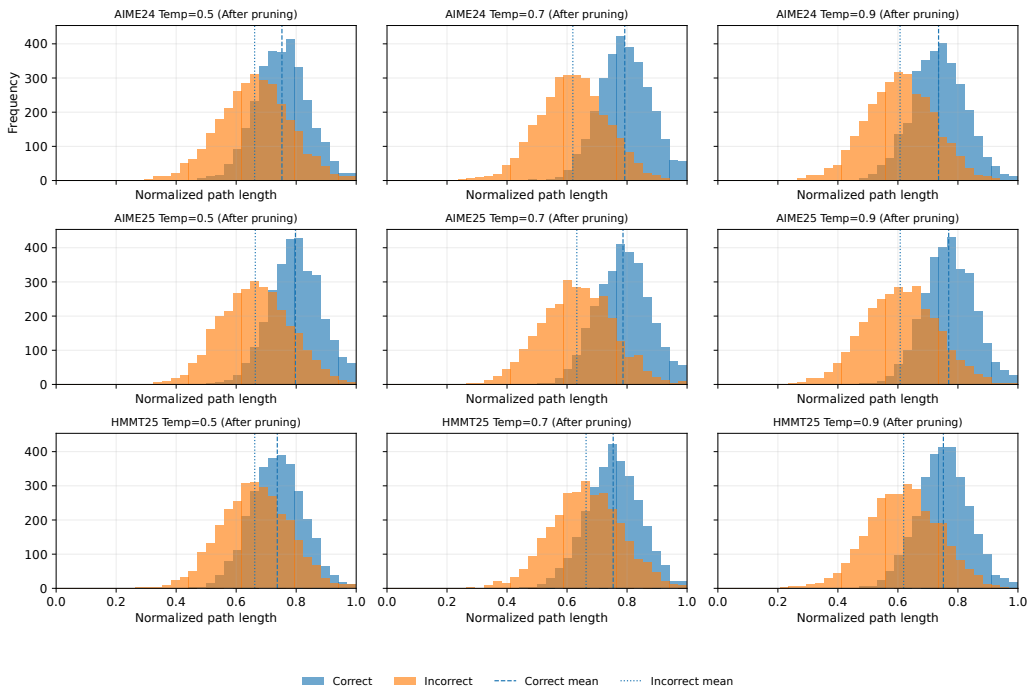 AIME24 Temp=0.5 (After pruning) AIME24 Temp=0.7 (After pruning) AIME24 Temp=0.9 (After pruning)
400
300
200
100
0
Frequency
Normalized path length Normalized path length Normalized path length
AIME25 Temp=0.5 (After pruning) AIME25 Temp=0.7 (After pruning) AIME25 Temp=0.9 (After pruning)
400
300
200
100
0
Normalized path length Normalized path length Normalized path length
HMMT25 Temp=0.5 (After pruning) HMMT25 Temp=0.7 (After pruning) HMMT25 Temp=0.9 (After pruning)
400
300
200
100
0
0.0 0.2 0.4 0.6 0.8 1.0 0.0 0.2 0.4 0.6 0.8 1.0 0.0 0.2 0.4 0.6 0.8 1.0
Normalized path length Normalized path length Normalized path length
Correct Incorrect Correct mean Incorrect mean